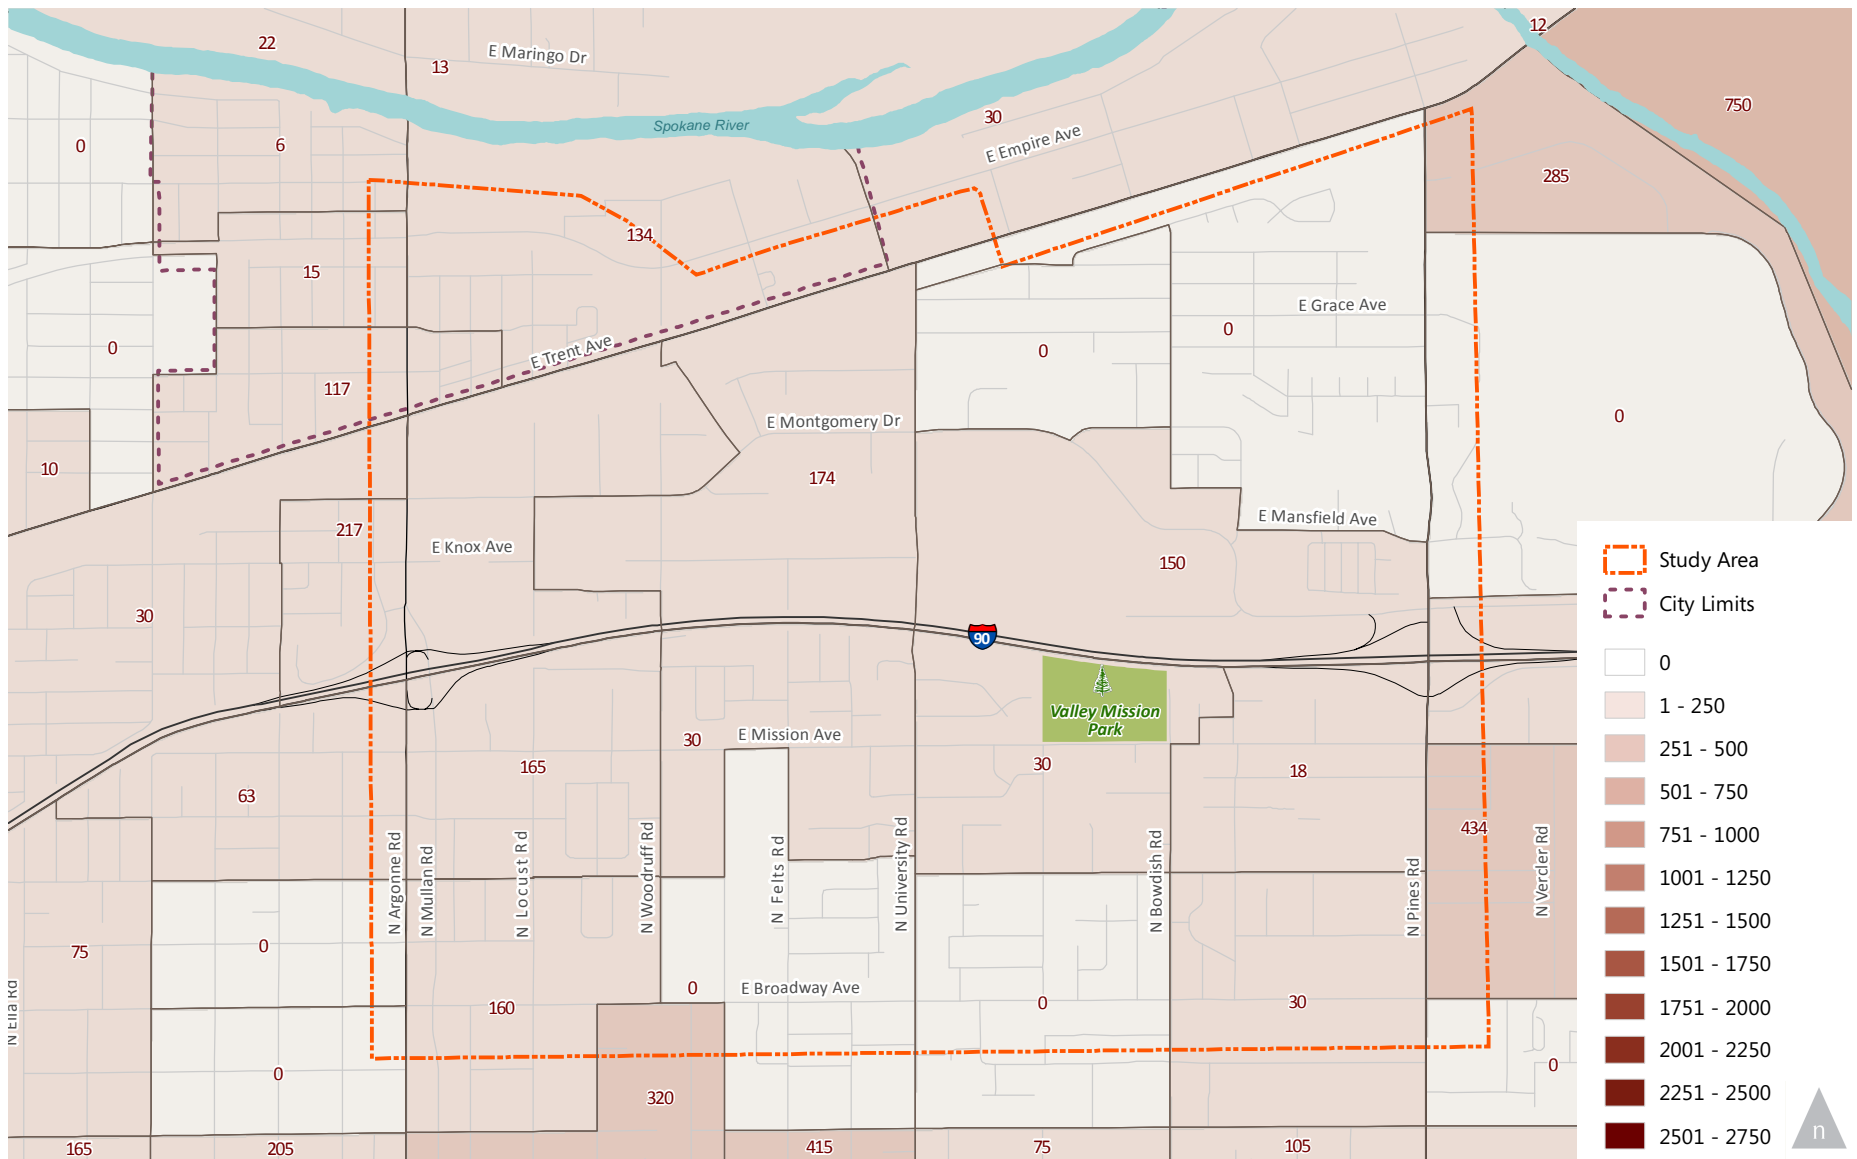 22
E Maringo Dr
13
12
750
Spokane River
30
0
6
E Empire Ave
285
134
15
E Grace Ave
0
0
E Trent Ave
0
117
0
E Montgomery Dr
10
174
217
E Mansfield Ave
E Knox Ave
150
30
90
Valley Mission
Park
E Mission Ave
30
165
30
18
63
434
N Argonne Rd
N Mullan Rd
N Locust Rd
N Woodruff Rd
N Felts Rd
N University Rd
N Bowdish Rd
N Pines Rd
N Vercler Rd
N Ella Rd
75
0
160
0
E Broadway Ave
0
30
0
320
0
165
205
415
75
105
Study Area
City Limits
0
1 - 250
251 - 500
501 - 750
751 - 1000
1001 - 1250
1251 - 1500
1501 - 1750
1751 - 2000
2001 - 2250
2251 - 2500
2501 - 2750
n